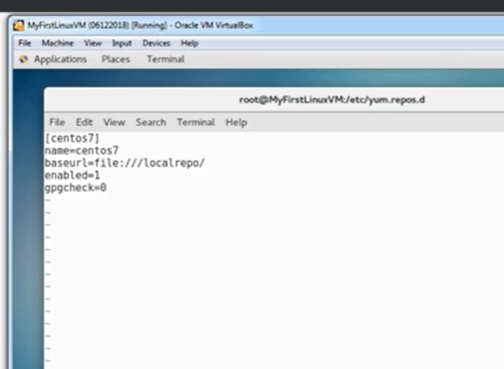 MyFirstLinuxVM (06122018) [Running] - Oracle VM VirtualBox
File Machine View Input Devices Help
Applications Places Terminal
root@MyFirstLinuxVM:/etc/yum.repos.d
File Edit View Search Terminal Help
[centos7]
name=centos7
baseurl=file:///localrepo/
enabled=1
gpgcheck=0
~
~
~
~
~
~
~
~
~
~
~
~
~
~